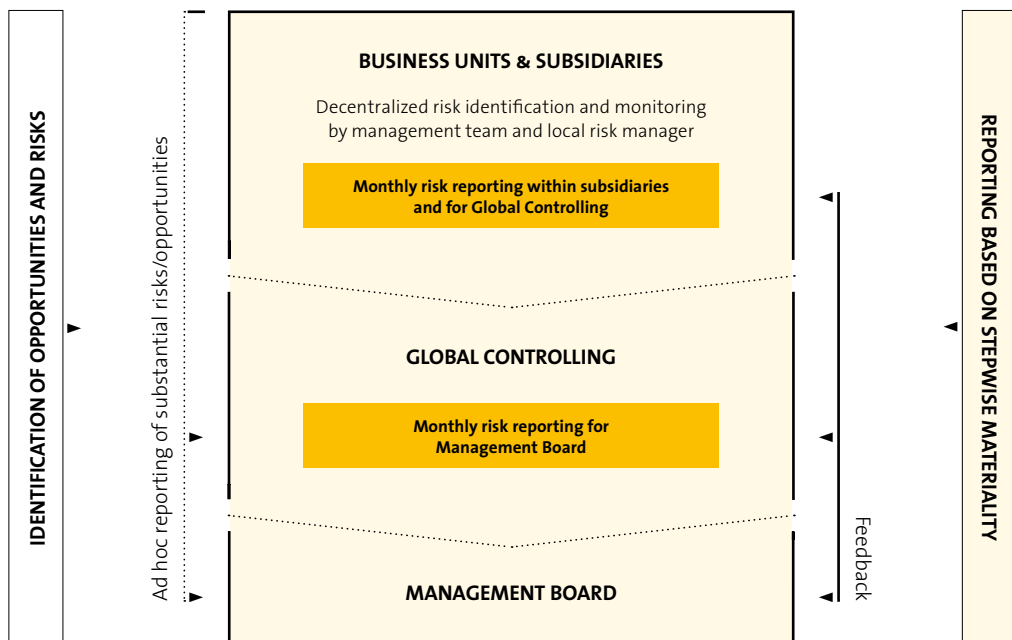 IDENTIFICATION OF OPPORTUNITIES AND RISKS
Ad hoc reporting of substantial risks/opportunities
BUSINESS UNITS & SUBSIDIARIES
Decentralized risk identification and monitoring
by management team and local risk manager
Monthly risk reporting within subsidiaries
and for Global Controlling
GLOBAL CONTROLLING
Monthly risk reporting for
Management Board
MANAGEMENT BOARD
Feedback
REPORTING BASED ON STEPWISE MATERIALITY